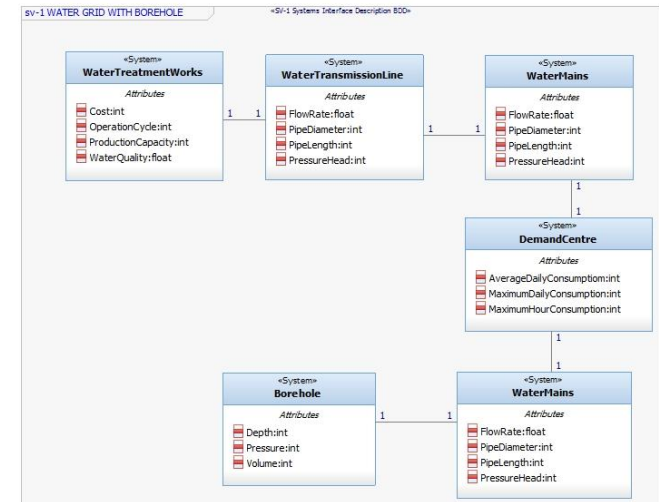 sv-1 WATER GRID WITH BOREHOLE
«SV-1 Systems Interface Description BDD»
«System»
WaterTreatmentWorks
Attributes
Cost:int
OperationCycle:int
ProductionCapacity:int
WaterQuality:float
1 1
«System»
WaterTransmissionLine
Attributes
FlowRate:float
PipeDiameter:int
PipeLength:int
PressureHead:int
1 1
«System»
WaterMains
Attributes
FlowRate:float
PipeDiameter:int
PipeLength:int
PressureHead:int
1
1
«System»
DemandCentre
Attributes
AverageDailyConsumptiom:int
MaximumDailyConsumption:int
MaximumHourConsumption:int
1
1
«System»
Borehole
Attributes
Depth:int
Pressure:int
Volume:int
1 1
«System»
WaterMains
Attributes
FlowRate:float
PipeDiameter:int
PipeLength:int
PressureHead:int